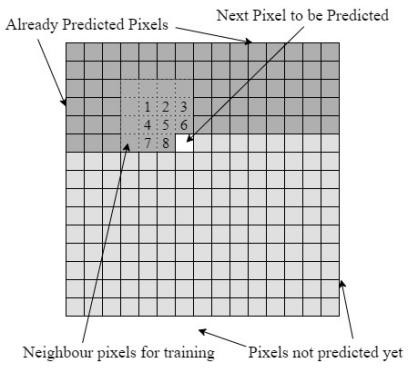 Next Pixel to be Predicted
Already Predicted Pixels
1 2 3
4 5 6
7 8
Neighbour pixels for training
Pixels not predicted yet